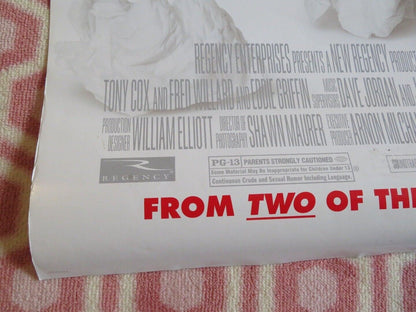 REGENCY ENTERPRISES PRESENTS A NEW REGENCY PRODUC
TONY COX AND FRED WILLARD AND EDDIE GRIFFIN MUSIC SUPERVISORS DAVE JORDAN AND
PRODUCTION DESIGNER WILLIAM ELLIOTT DIRECTOR OF PHOTOGRAPHY SHAWN MAURER EXECUTIVE PRODUCERS ARNON MILCHAN
R
REGENCY
PG-13 PARENTS STRONGLY CAUTIONED
Some Material May Be Inappropriate for Children Under 13
Continuous Crude and Sexual Humor Including Language.
FROM TWO OF THE